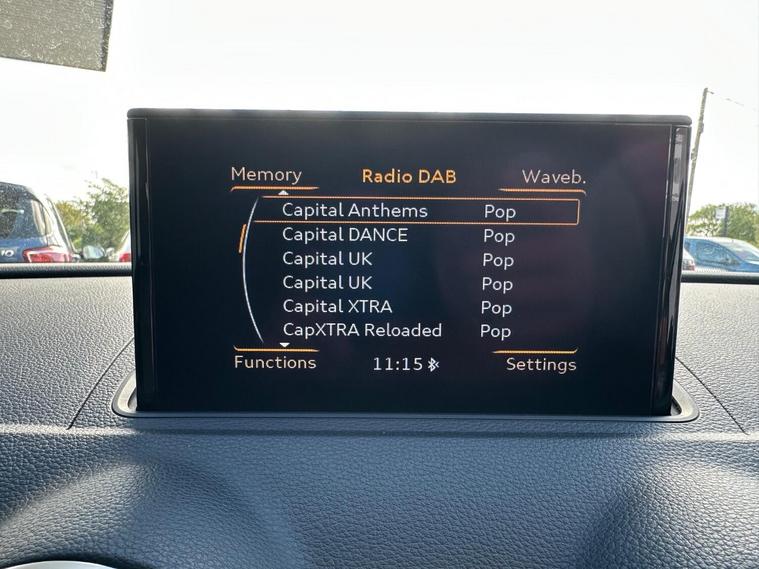 Memory Radio DAB Waveb.
Capital Anthems Pop
Capital DANCE Pop
Capital UK Pop
Capital UK Pop
Capital XTRA Pop
CapXTRA Reloaded Pop
Functions 11:15 Settings